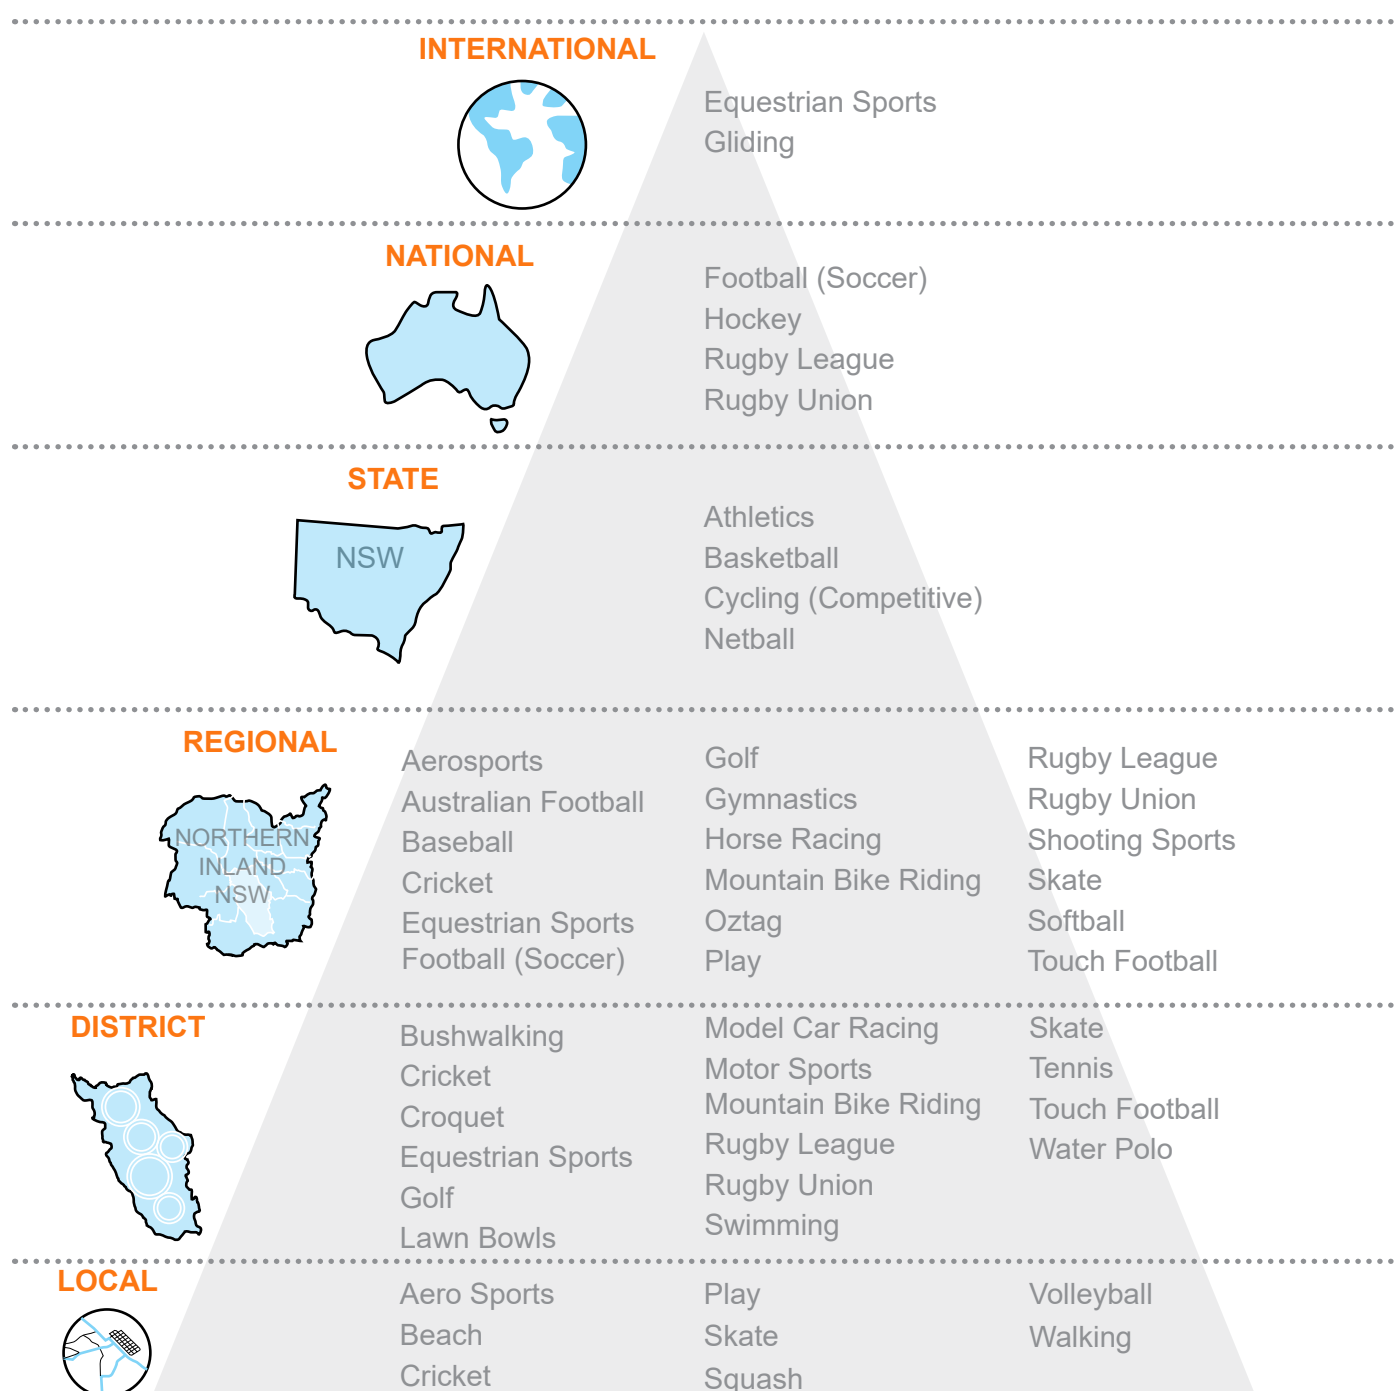 INTERNATIONAL
Equestrian Sports
Gliding
NATIONAL
Football (Soccer)
Hockey
Rugby League
Rugby Union
STATE
NSW
Athletics
Basketball
Cycling (Competitive)
Netball
REGIONAL
NORTHERN
INLAND
NSW
Aerosports
Australian Football
Baseball
Cricket
Equestrian Sports
Football (Soccer)
Golf
Gymnastics
Horse Racing
Mountain Bike Riding
Oztag
Play
Rugby League
Rugby Union
Shooting Sports
Skate
Softball
Touch Football
DISTRICT
Bushwalking
Cricket
Croquet
Equestrian Sports
Golf
Lawn Bowls
Model Car Racing
Motor Sports
Mountain Bike Riding
Rugby League
Rugby Union
Swimming
Skate
Tennis
Touch Football
Water Polo
LOCAL
Aero Sports
Beach
Cricket
Play
Skate
Squash
Volleyball
Walking